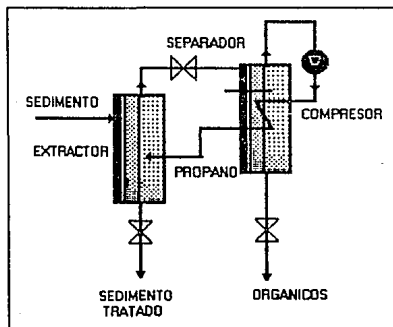 SEPARADOR
SEDIMENTO
COMPRESOR
EXTRACTOR
PROPANO
SEDIMENTO
TRATADO
ORGANICOS